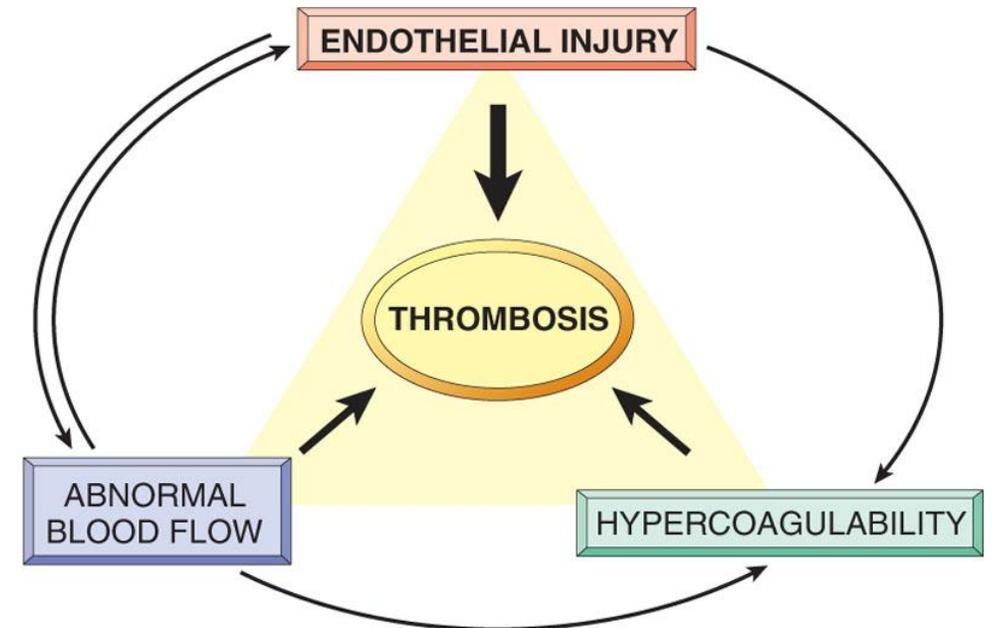 ENDOTHELIAL INJURY
THROMBOSIS
ABNORMAL
BLOOD FLOW
HYPERCOAGULABILITY